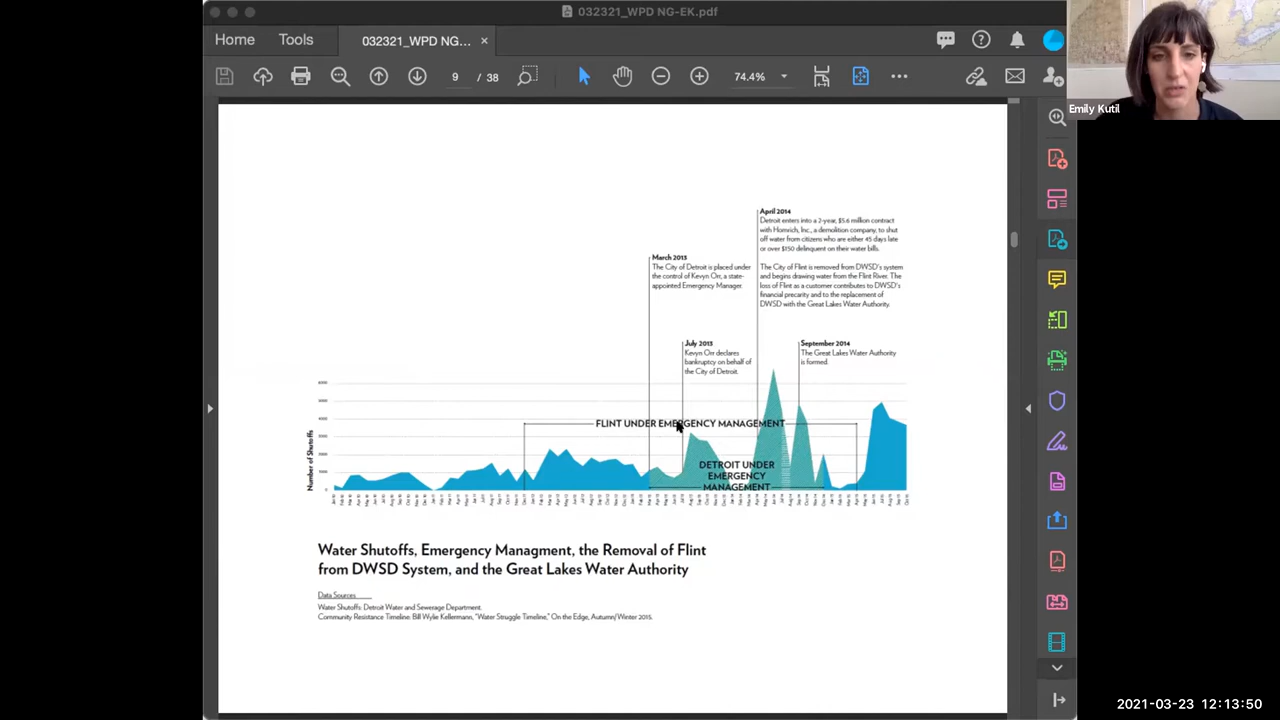 032321_WPD NG-EK.pdf
Home
Tools
032321_WPD NG...
9 / 38
74.4%
Emily Kutil
April 2014
Detroit enters into a 2-year, $5.6 million contract
with Homrich, Inc., a demolition company, to shut
off water from citizens who are either 45 days late
or over $150 delinquent on their water bills.
The City of Flint is removed from DWSD's system
and begins drawing water from the Flint River. The
loss of Flint as a customer contributes to DWSD's
financial precarity and to the replacement of
DWSD with the Great Lakes Water Authority.
March 2013
The City of Detroit is placed under
the control of Kevyn Orr, a state-
appointed Emergency Manager.
July 2013
Kevyn Orr declares
bankruptcy on behalf of
the City of Detroit.
September 2014
The Great Lakes Water Authority
is formed.
Number of Shutoffs
6000
5000
4000
3000
2000
1000
0
FLINT UNDER EMERGENCY MANAGEMENT
DETROIT UNDER
EMERGENCY
MANAGEMENT
Water Shutoffs, Emergency Managment, the Removal of Flint
from DWSD System, and the Great Lakes Water Authority
Data Sources
Water Shutoffs: Detroit Water and Sewerage Department.
Community Resistance Timeline: Bill Wylie Kellermann, "Water Struggle Timeline," On the Edge, Autumn/Winter 2015.
2021-03-23 12:13:50